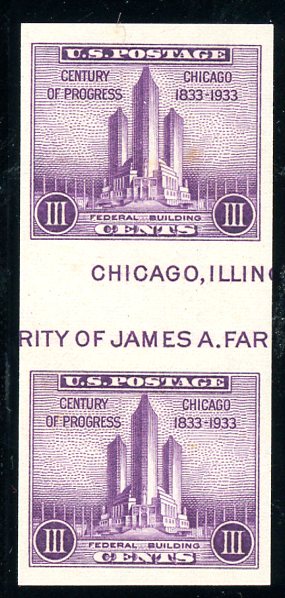 U.S. POSTAGE
CENTURY OF PROGRESS
CHICAGO 1833-1933
III
FEDERAL BUILDING
III
CENTS
CHICAGO, ILLIN
RITY OF JAMES A. FAR
U.S. POSTAGE
CENTURY OF PROGRESS
CHICAGO 1833-1933
III
FEDERAL BUILDING
III
CENTS